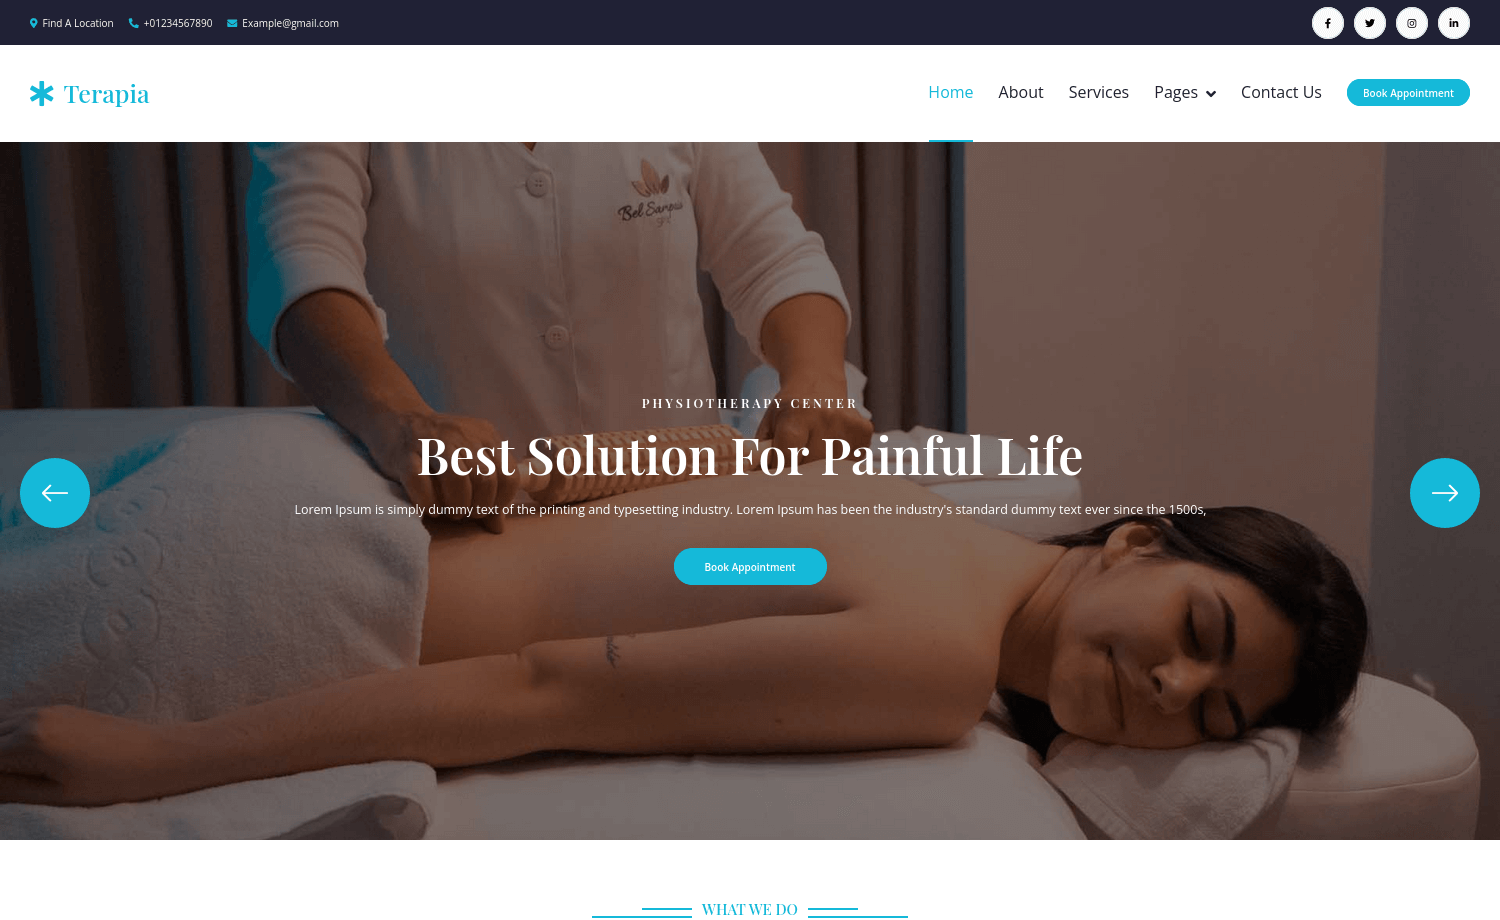 Find A Location
+01234567890
Example@gmail.com
Terapia
Home
About
Services
Pages
Contact Us
Book Appointment
Bel Sanpais
PHYSIOTHERAPY CENTER
Best Solution For Painful Life
Lorem Ipsum is simply dummy text of the printing and typesetting industry. Lorem Ipsum has been the industry's standard dummy text ever since the 1500s,
Book Appointment
WHAT WE DO